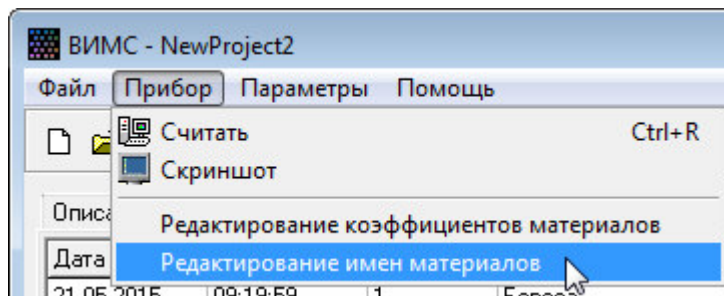 ВИМС - NewProject2
Файл Прибор Параметры Помощь
Считать Ctrl+R
Скриншот
Редактирование коэффициентов материалов
Дата Редактирование имен материалов
21.05.2015 09:19:59 1